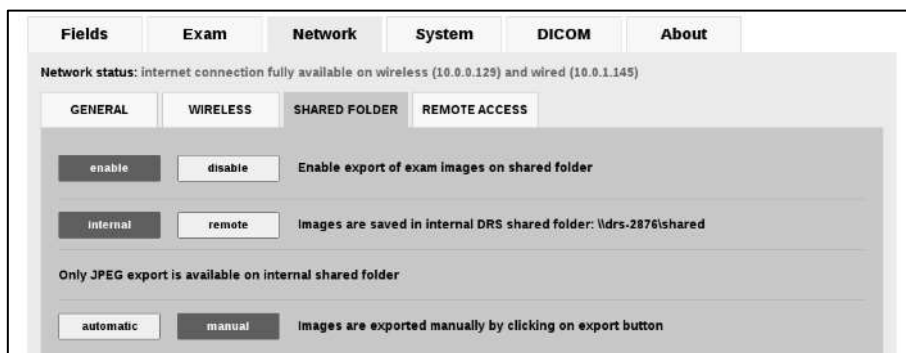 Fields Exam Network System DICOM About
Network status: internet connection fully available on wireless (10.0.0.129) and wired (10.0.1.145)
GENERAL WIRELESS SHARED FOLDER REMOTE ACCESS
enable disable Enable export of exam images on shared folder
internal remote Images are saved in internal DRS shared folder: \\drs-2876\shared
Only JPEG export is available on internal shared folder
automatic manual Images are exported manually by clicking on export button